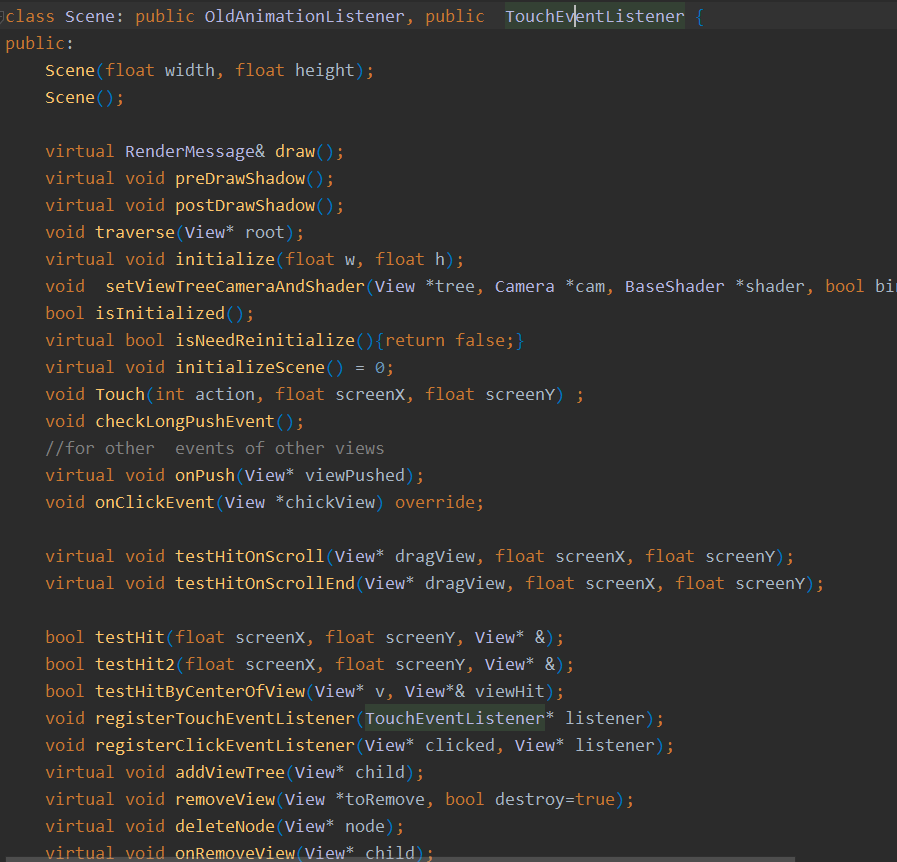 class Scene: public OldAnimationListener, public  TouchEventListener {
public:
    Scene(float width, float height);
    Scene();

    virtual RenderMessage& draw();
    virtual void preDrawShadow();
    virtual void postDrawShadow();
    void traverse(View* root);
    virtual void initialize(float w, float h);
    void  setViewTreeCameraAndShader(View *tree, Camera *cam, BaseShader *shader, bool bin
    bool isInitialized();
    virtual bool isNeedReinitialize(){return false;}
    virtual void initializeScene() = 0;
    void Touch(int action, float screenX, float screenY) ;
    void checkLongPushEvent();
    //for other  events of other views
    virtual void onPush(View* viewPushed);
    void onClickEvent(View *chickView) override;

    virtual void testHitOnScroll(View* dragView, float screenX, float screenY);
    virtual void testHitOnScrollEnd(View* dragView, float screenX, float screenY);

    bool testHit(float screenX, float screenY, View* &);
    bool testHit2(float screenX, float screenY, View* &);
    bool testHitByCenterOfView(View* v, View*& viewHit);
    void registerTouchEventListener(TouchEventListener* listener);
    void registerClickEventListener(View* clicked, View* listener);
    virtual void addViewTree(View* child);
    virtual void removeView(View *toRemove, bool destroy=true);
    virtual void deleteNode(View* node);
    virtual void onRemoveView(View* child);